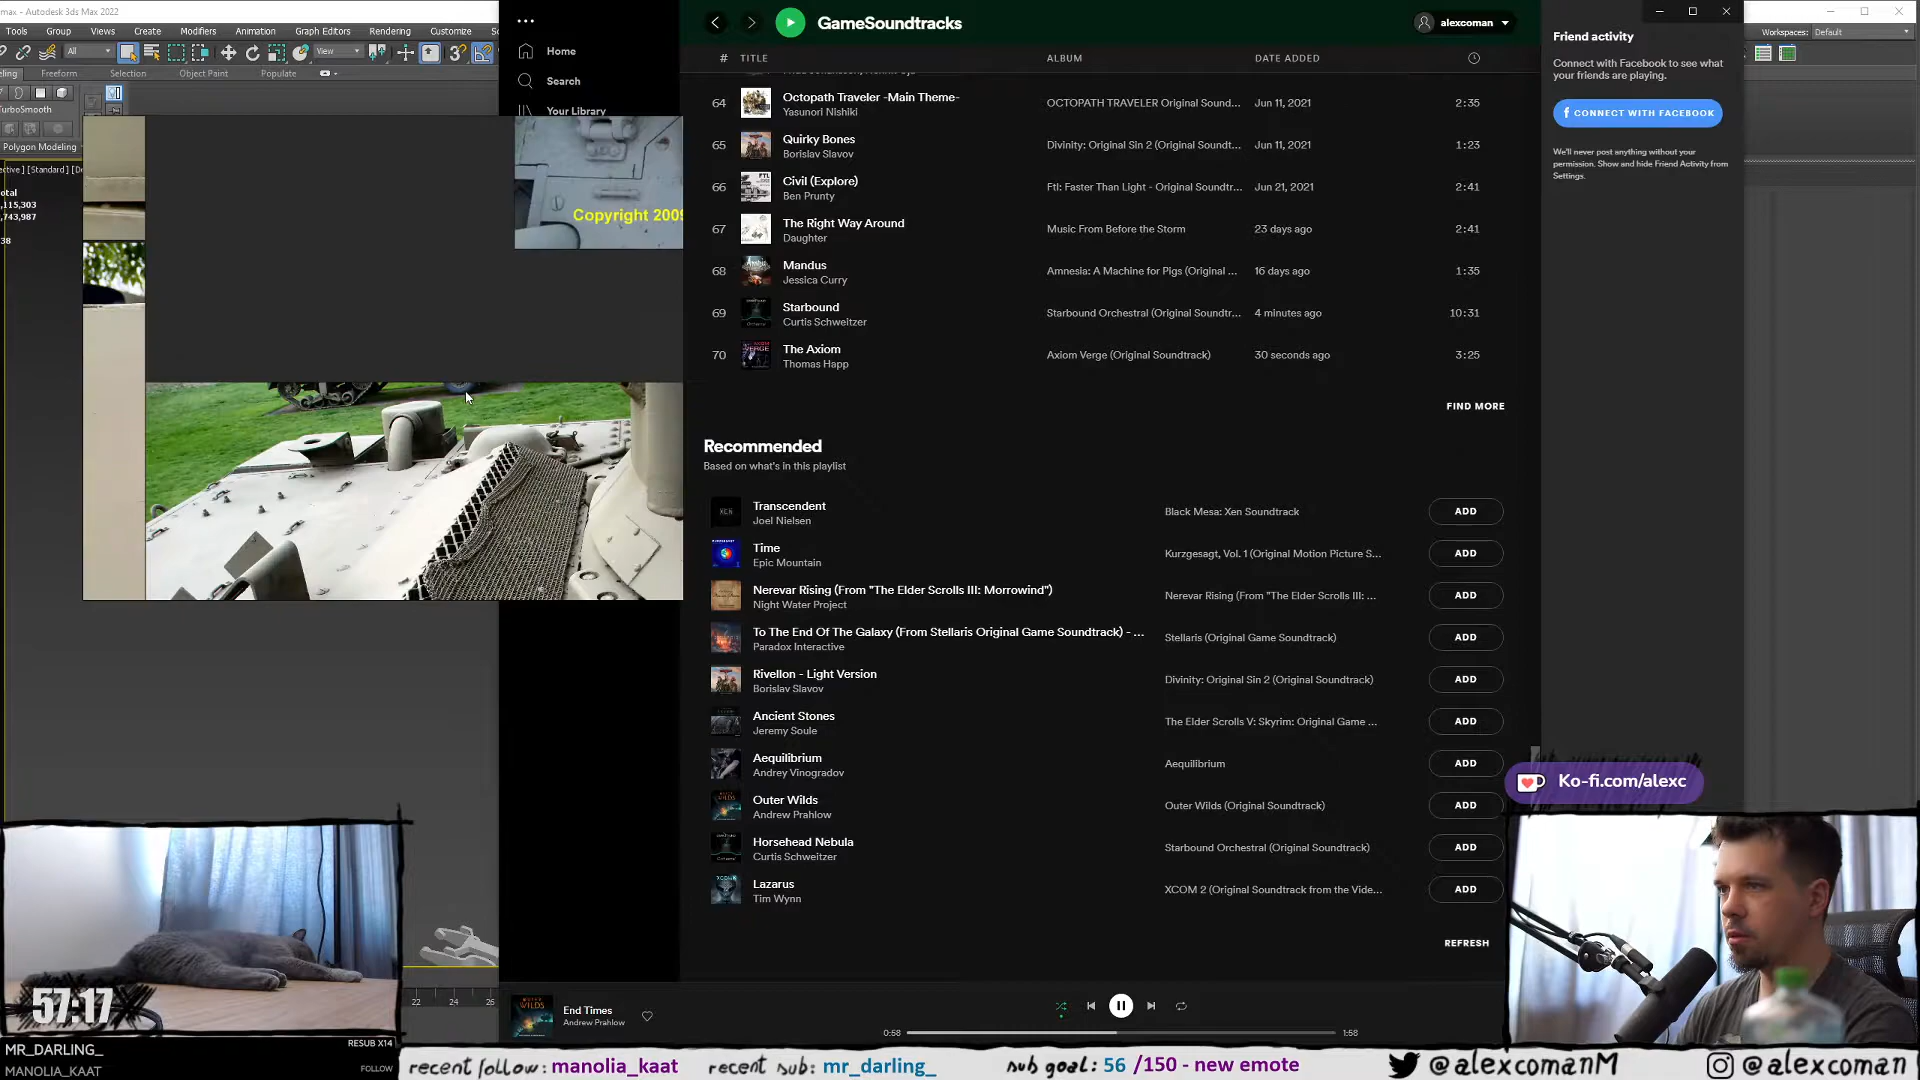 max - Autodesk 3ds Max 2022
Tools Group Views Create Modifiers Animation Graph Editors Rendering Customize
All
View
Freeform Selection Object Paint Populate
TurboSmooth
Polygon Modeling
[Standard]
,115,303
,743,987
38
Home
Search
Your Library
Copyright 2009
GameSoundtracks
alexcoman
# TITLE ALBUM DATE ADDED
64 Octopath Traveler -Main Theme- OCTOPATH TRAVELER Original Sound... Jun 11, 2021 2:35
Yasunori Nishiki
65 Quirky Bones Divinity: Original Sin 2 (Original Soundt... Jun 11, 2021 1:23
Borislav Slavov
66 Civil (Explore) Ftl: Faster Than Light - Original Soundtr... Jun 21, 2021 2:41
Ben Prunty
67 The Right Way Around Music From Before the Storm 23 days ago 2:41
Daughter
68 Mandus Amnesia: A Machine for Pigs (Original ... 16 days ago 1:35
Jessica Curry
69 Starbound Starbound Orchestral (Original Soundtr... 4 minutes ago 10:31
Curtis Schweitzer
70 The Axiom Axiom Verge (Original Soundtrack) 30 seconds ago 3:25
Thomas Happ
FIND MORE
Recommended
Based on what's in this playlist
Transcendent Black Mesa: Xen Soundtrack ADD
Joel Nielsen
Time Kurzgesagt, Vol. 1 (Original Motion Picture S... ADD
Epic Mountain
Nerevar Rising (From "The Elder Scrolls III: Morrowind") Nerevar Rising (From "The Elder Scrolls III: ... ADD
Night Water Project
To The End Of The Galaxy (From Stellaris Original Game Soundtrack) - ... Stellaris (Original Game Soundtrack) ADD
Paradox Interactive
Rivellon - Light Version Divinity: Original Sin 2 (Original Soundtrack) ADD
Borislav Slavov
Ancient Stones The Elder Scrolls V: Skyrim: Original Game ... ADD
Jeremy Soule
Aequilibrium Aequilibrium ADD
Andrey Vinogradov
Outer Wilds Outer Wilds (Original Soundtrack) ADD
Andrew Prahlow
Horsehead Nebula Starbound Orchestral (Original Soundtrack) ADD
Curtis Schweitzer
Lazarus XCOM 2 (Original Soundtrack from the Vide... ADD
Tim Wynn
REFRESH
End Times
Andrew Prahlow
0:58 1:58
Friend activity
Connect with Facebook to see what
your friends are playing.
CONNECT WITH FACEBOOK
We'll never post anything without your
permission. Show and hide Friend Activity from
Settings.
Workspaces: Default
Ko-fi.com/alexc
22 24 26
57:17
MR_DARLING_ RESUB X14
MANOLIA_KAAT FOLLOW
recent follow: manolia_kaat recent sub: mr_darling_ sub goal: 56 /150 - new emote @alexcomanM @alexcoman